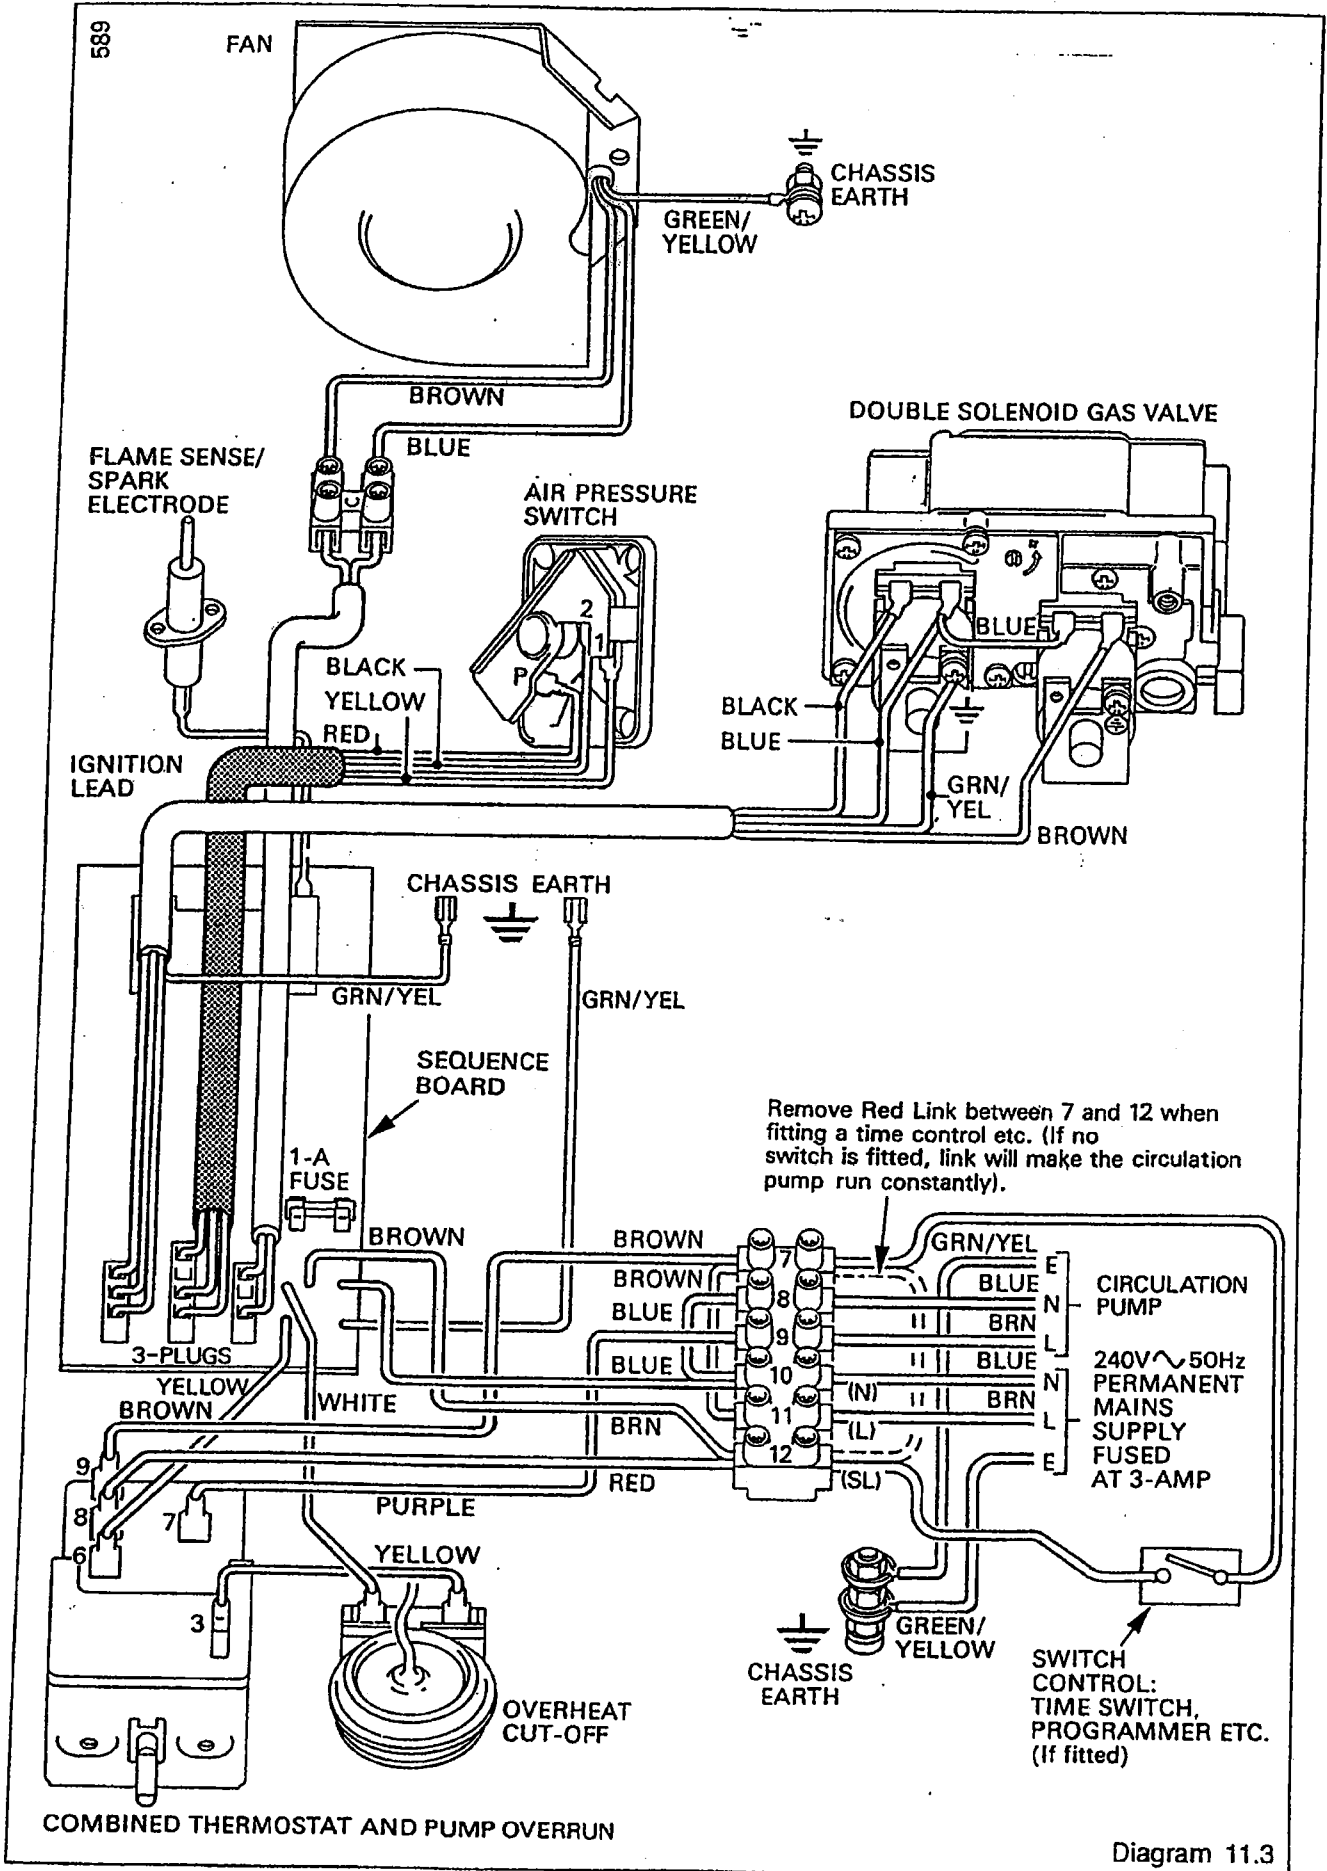 589
FAN
CHASSIS
EARTH
GREEN/
YELLOW
BROWN
BLUE
DOUBLE SOLENOID GAS VALVE
FLAME SENSE/
SPARK
ELECTRODE
AIR PRESSURE
SWITCH
2
1
P
BLUE
BLACK
YELLOW
RED
BLACK
BLUE
IGNITION
LEAD
GRN/
YEL
BROWN
CHASSIS EARTH
GRN/YEL
GRN/YEL
SEQUENCE
BOARD
Remove Red Link between 7 and 12 when
fitting a time control etc. (If no
switch is fitted, link will make the circulation
pump run constantly).
1-A
FUSE
BROWN
BROWN
7
GRN/YEL
E
BROWN
8
BLUE
N
CIRCULATION
PUMP
BLUE
9
BRN
L
3-PLUGS
BLUE
10
(N)
BLUE
N
240V 50Hz
PERMANENT
MAINS
SUPPLY
FUSED
AT 3-AMP
YELLOW
BROWN
WHITE
BRN
11
(L)
BRN
L
12
E
9
RED
(SL)
8
7
PURPLE
6
YELLOW
3
GREEN/
YELLOW
CHASSIS
EARTH
OVERHEAT
CUT-OFF
SWITCH
CONTROL:
TIME SWITCH,
PROGRAMMER ETC.
(If fitted)
COMBINED THERMOSTAT AND PUMP OVERRUN
Diagram 11.3